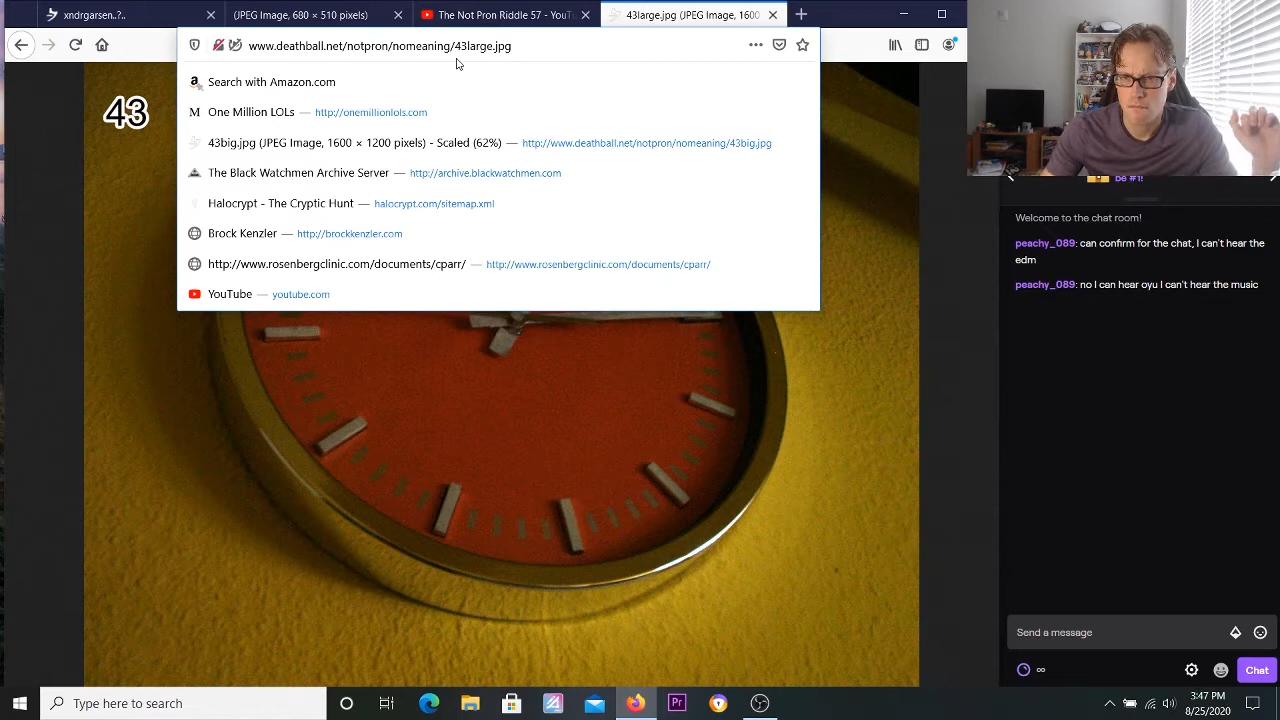 xndrg rsen..?..
(JPEG Image, 660 × 510 pixels)
The Not Pron Riddle 57 - YouT
43large.jpg (JPEG Image, 1600
www.deathball.net/notpron/nomeaning/43large.jpg
Search with Amazon.com
One Million LOLs — http://onemillionlols.com
43big.jpg (JPEG Image, 1600 × 1200 pixels) - Scaled (62%) — http://www.deathball.net/notpron/nomeaning/43big.jpg
The Black Watchmen Archive Server — http://archive.blackwatchmen.com
Halocrypt - The Cryptic Hunt — halocrypt.com/sitemap.xml
Brock Kenzler — http://brockkenzler.com
http://www.rosenbergclinic.com/documents/cparr/ — http://www.rosenbergclinic.com/documents/cparr/
YouTube — youtube.com
43
be #1!
Welcome to the chat room!
peachy_089: can confirm for the chat, I can't hear the
edm
peachy_089: no I can hear oyu I can't hear the music
Send a message
∞
Chat
Type here to search
3:47 PM
8/25/2020